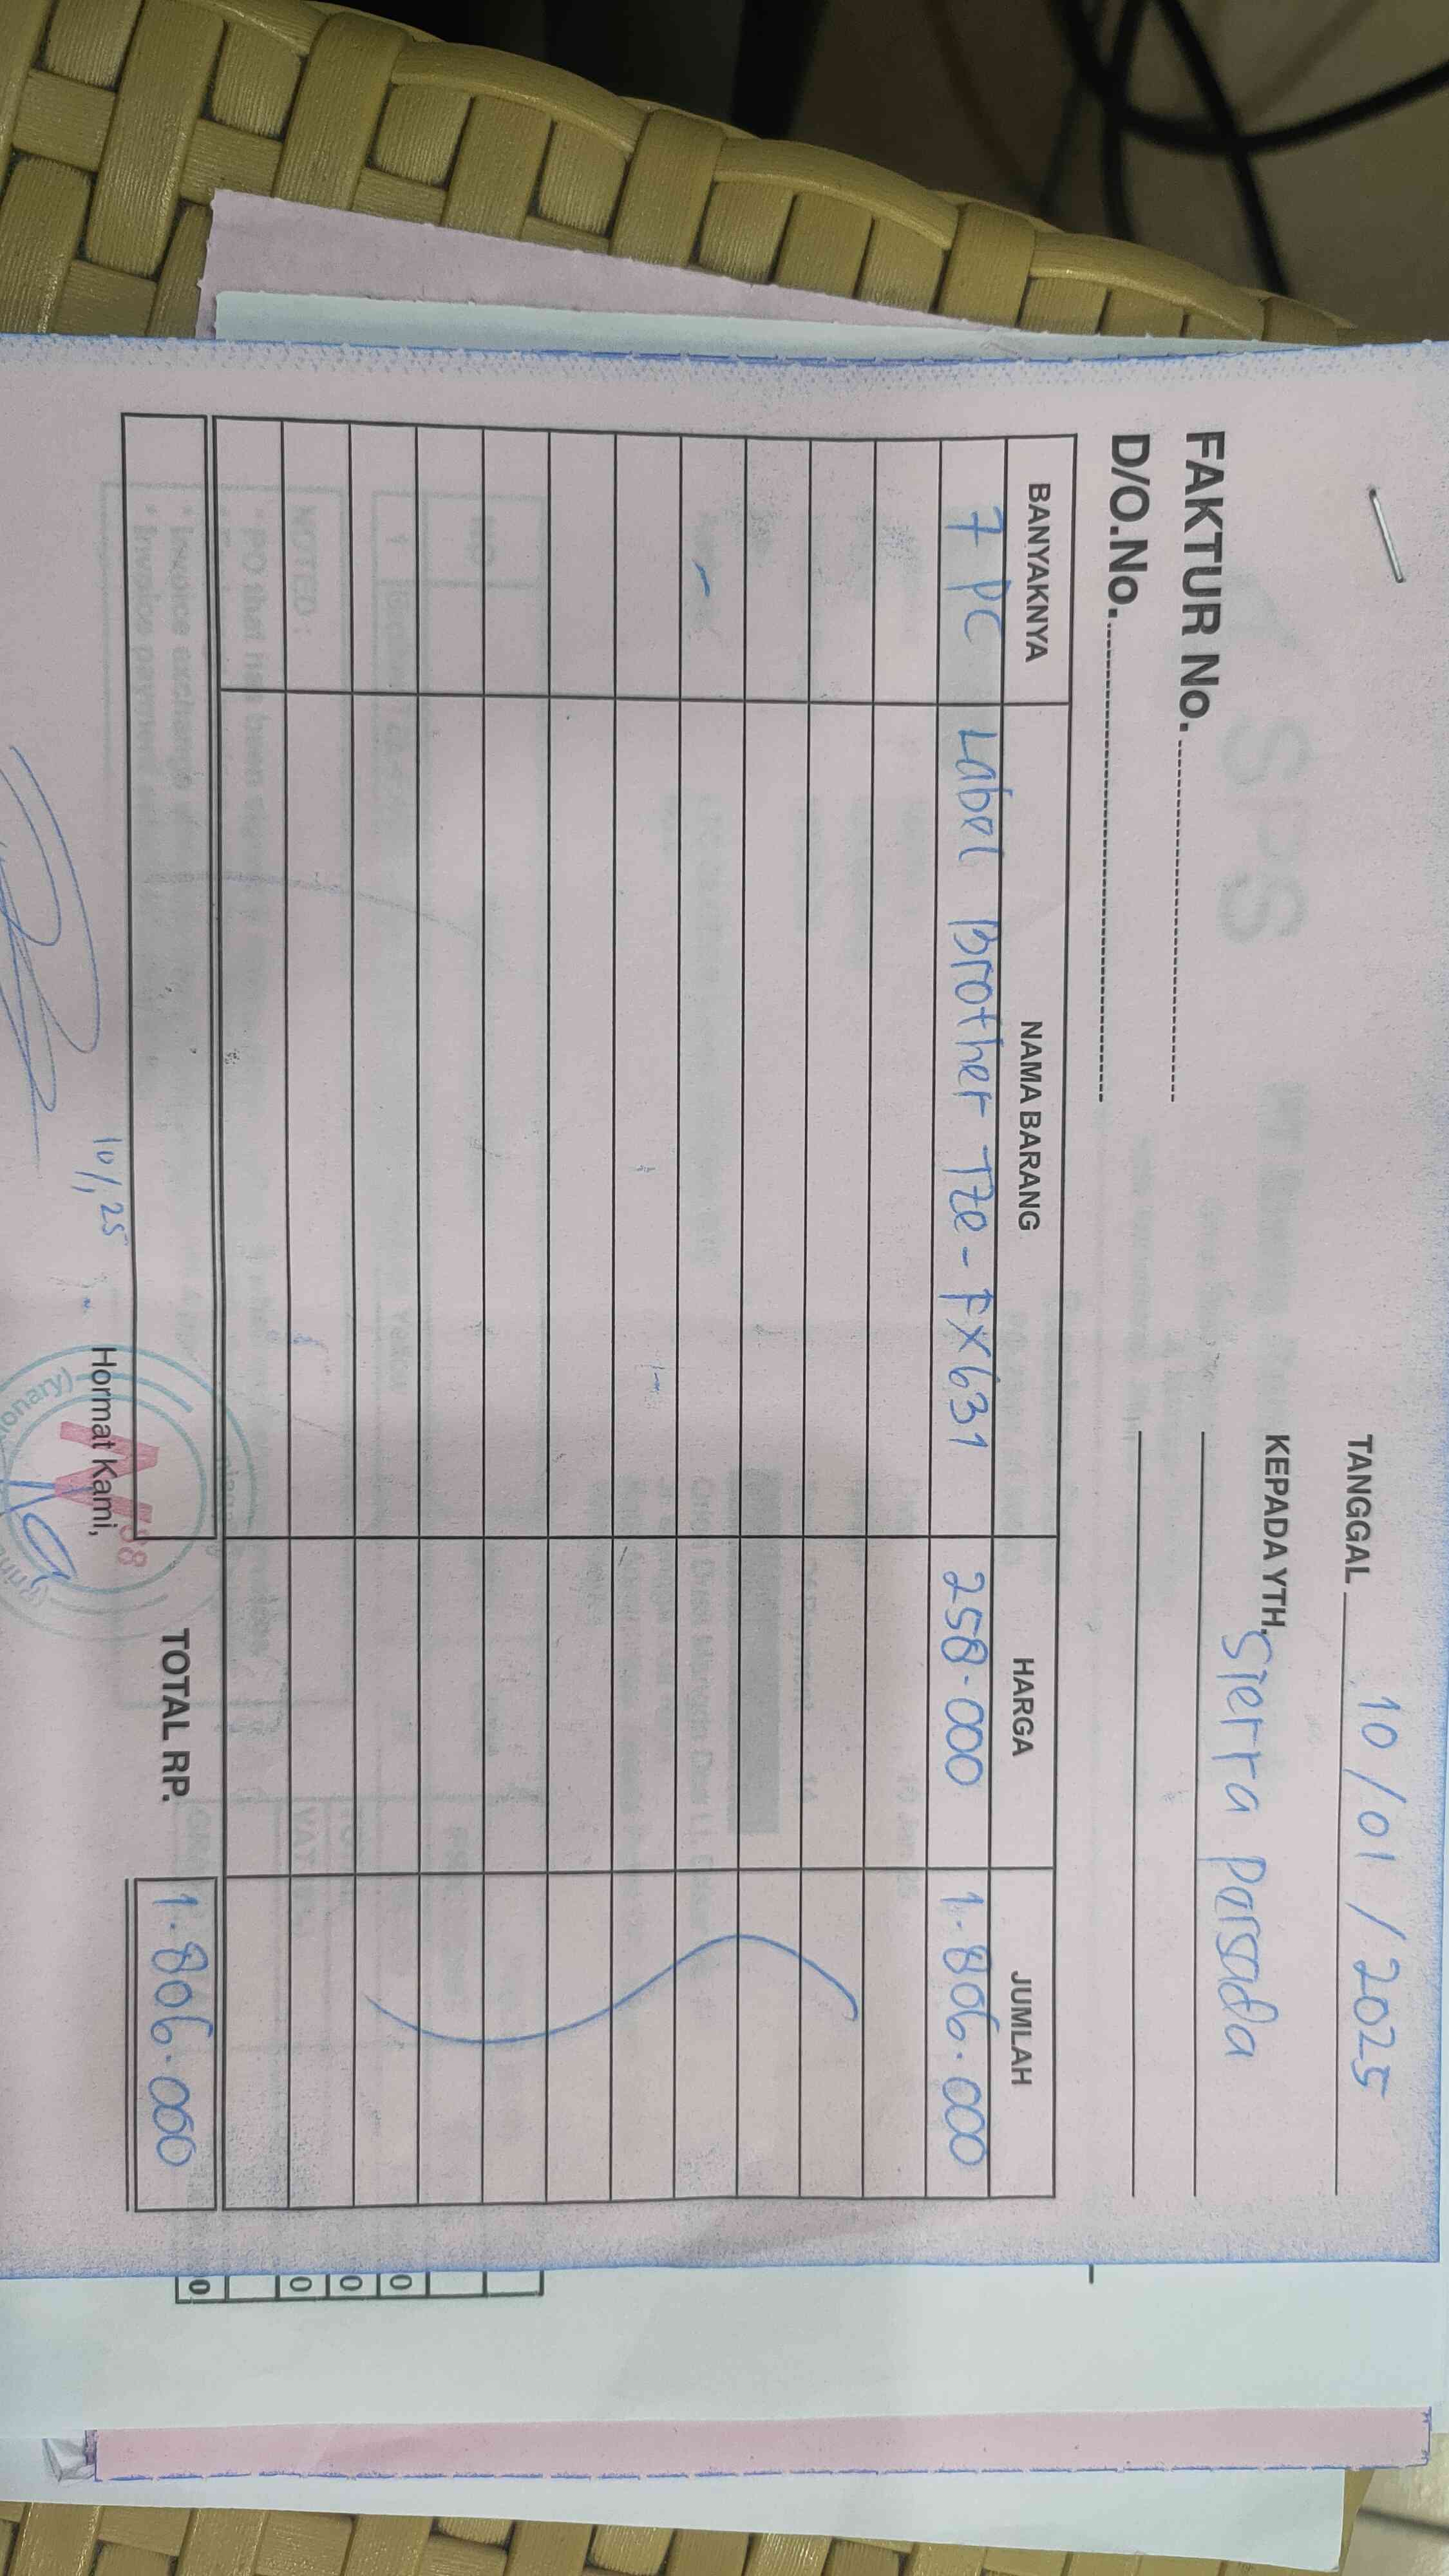 TANGGAL 10/01/2025
KEPADA YTH. Sierra Parsada
FAKTUR No.
D/O.No.
BANYAKNYA NAMA BARANG HARGA JUMLAH
7 pc Label Brother TZe-FX631 258.000 1.806.000
TOTAL RP. 1.806.000
10/1 25
Hormat Kami,